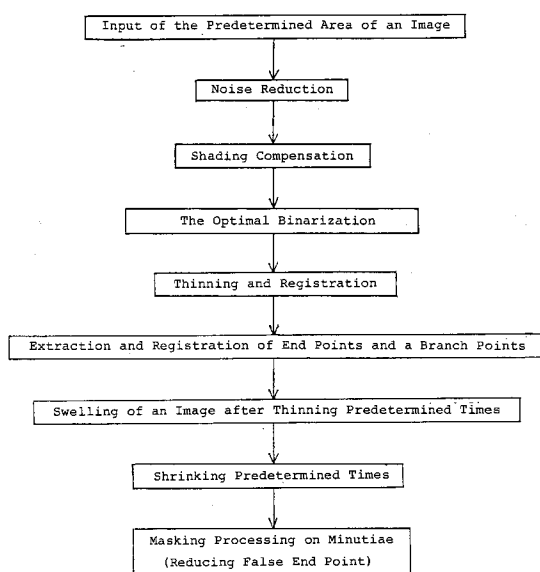 Input of the Predetermined Area of an Image
Noise Reduction
Shading Compensation
The Optimal Binarization
Thinning and Registration
Extraction and Registration of End Points and a Branch Points
Swelling of an Image after Thinning Predetermined Times
Shrinking Predetermined Times
Masking Processing on Minutiae
(Reducing False End Point)